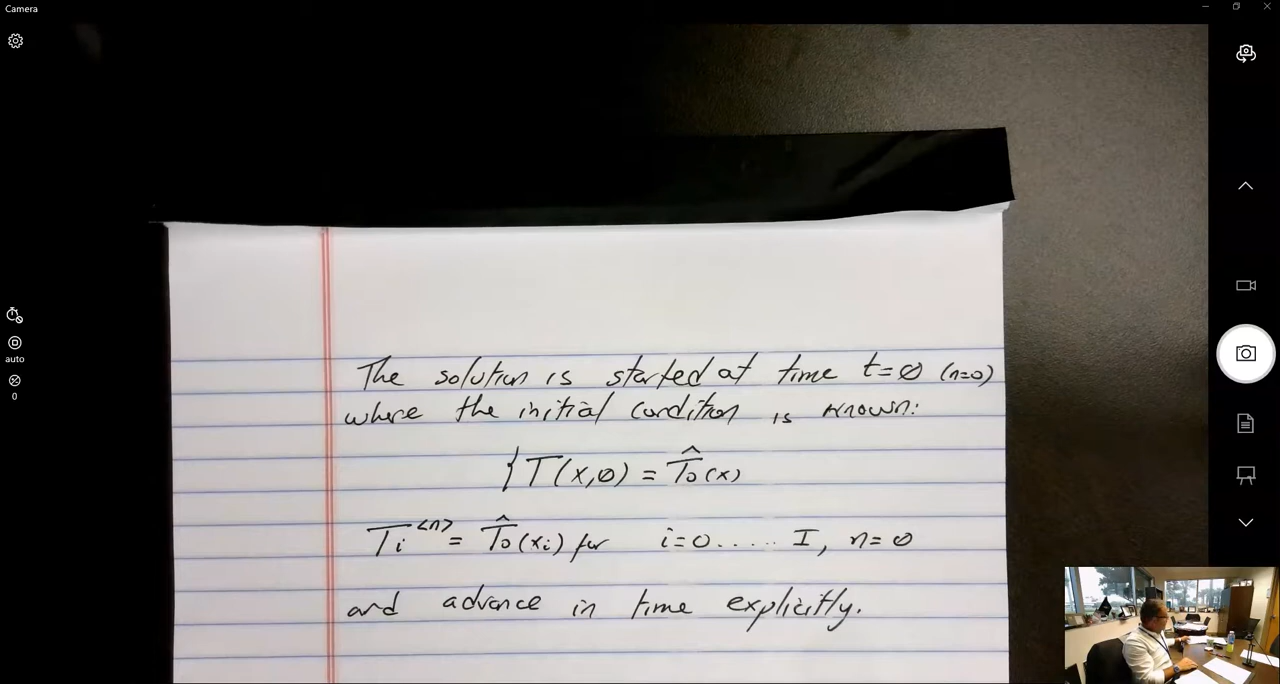 Camera
The solution is started at time t=0 (n=0)
where the initial condition is known:
{T(x,0) = T̂0(x)
Ti<n> = T̂0(xi) for i=0..... I, n=0
and advance in time explicitly.
auto
0